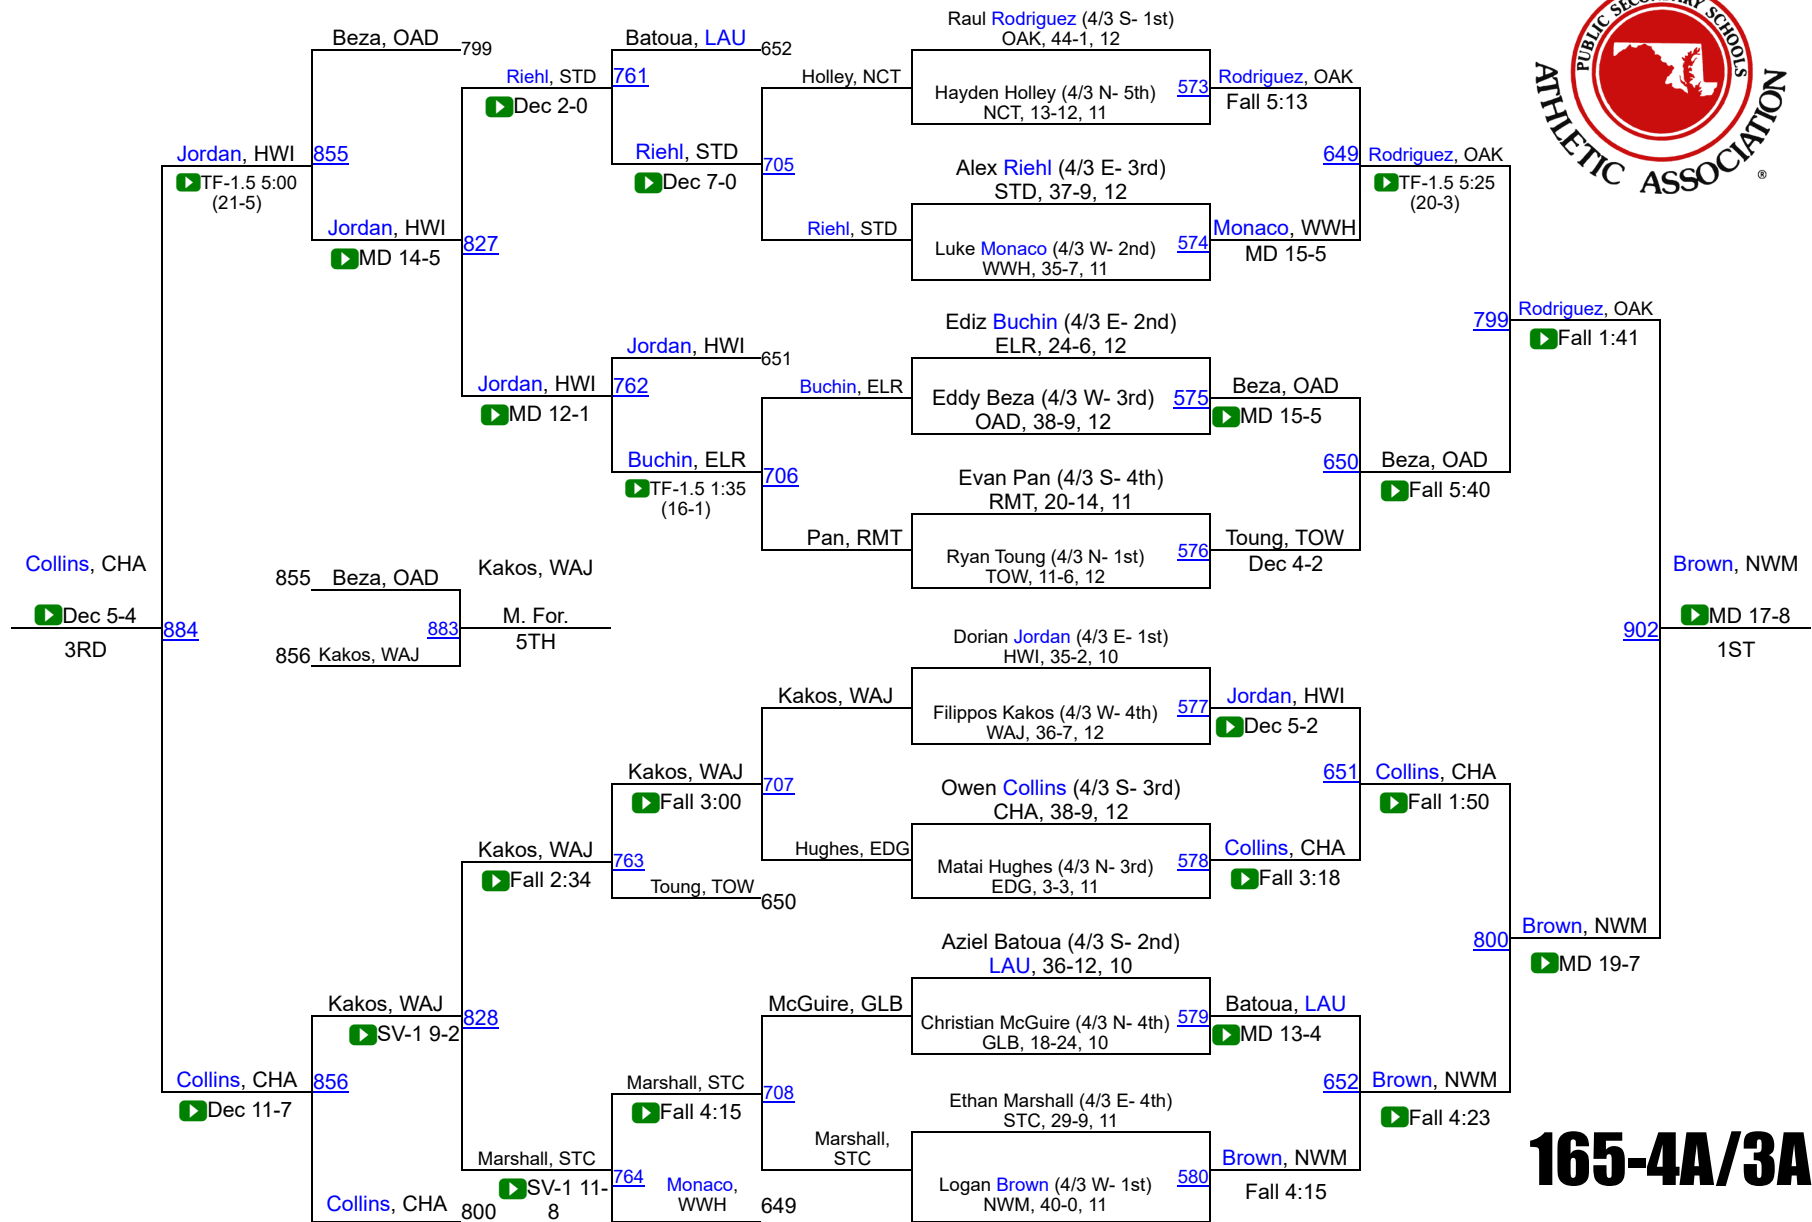 PUBLIC SECONDARY SCHOOLS
ATHLETIC ASSOCIATION
®
Beza, OAD
799
Jordan, HWI
855
TF-1.5 5:00
(21-5)
Jordan, HWI
MD 14-5
827
Riehl, STD
Dec 2-0
761
Batoua, LAU
652
Riehl, STD
Dec 7-0
705
Holley, NCT
Riehl, STD
Jordan, HWI
MD 12-1
762
Jordan, HWI
651
Buchin, ELR
TF-1.5 1:35
(16-1)
706
Buchin, ELR
Pan, RMT
Raul Rodriguez (4/3 S- 1st)
OAK, 44-1, 12
Hayden Holley (4/3 N- 5th)
NCT, 13-12, 11
573
Rodriguez, OAK
Fall 5:13
Alex Riehl (4/3 E- 3rd)
STD, 37-9, 12
Luke Monaco (4/3 W- 2nd)
WWH, 35-7, 11
574
Monaco, WWH
MD 15-5
649
Rodriguez, OAK
TF-1.5 5:25
(20-3)
Ediz Buchin (4/3 E- 2nd)
ELR, 24-6, 12
Eddy Beza (4/3 W- 3rd)
OAD, 38-9, 12
575
Beza, OAD
MD 15-5
Evan Pan (4/3 S- 4th)
RMT, 20-14, 11
Ryan Toung (4/3 N- 1st)
TOW, 11-6, 12
576
Toung, TOW
Dec 4-2
650
Beza, OAD
Fall 5:40
799
Rodriguez, OAK
Fall 1:41
Collins, CHA
Dec 5-4
3RD
884
855
Beza, OAD
856
Kakos, WAJ
883
Kakos, WAJ
M. For.
5TH
Brown, NWM
MD 17-8
1ST
902
Dorian Jordan (4/3 E- 1st)
HWI, 35-2, 10
Filippos Kakos (4/3 W- 4th)
WAJ, 36-7, 12
577
Jordan, HWI
Dec 5-2
Owen Collins (4/3 S- 3rd)
CHA, 38-9, 12
Matai Hughes (4/3 N- 3rd)
EDG, 3-3, 11
578
Collins, CHA
Fall 3:18
651
Collins, CHA
Fall 1:50
Kakos, WAJ
Hughes, EDG
707
Kakos, WAJ
Fall 3:00
Toung, TOW
650
763
Kakos, WAJ
Fall 2:34
Aziel Batoua (4/3 S- 2nd)
LAU, 36-12, 10
Christian McGuire (4/3 N- 4th)
GLB, 18-24, 10
579
Batoua, LAU
MD 13-4
Ethan Marshall (4/3 E- 4th)
STC, 29-9, 11
Logan Brown (4/3 W- 1st)
NWM, 40-0, 11
580
Brown, NWM
Fall 4:15
652
Brown, NWM
Fall 4:23
800
Brown, NWM
MD 19-7
McGuire, GLB
Marshall,
STC
708
Marshall, STC
Fall 4:15
Monaco,
WWH
649
764
Marshall, STC
SV-1 11-
8
828
Kakos, WAJ
SV-1 9-2
Collins, CHA
800
856
Collins, CHA
Dec 11-7
165-4A/3A